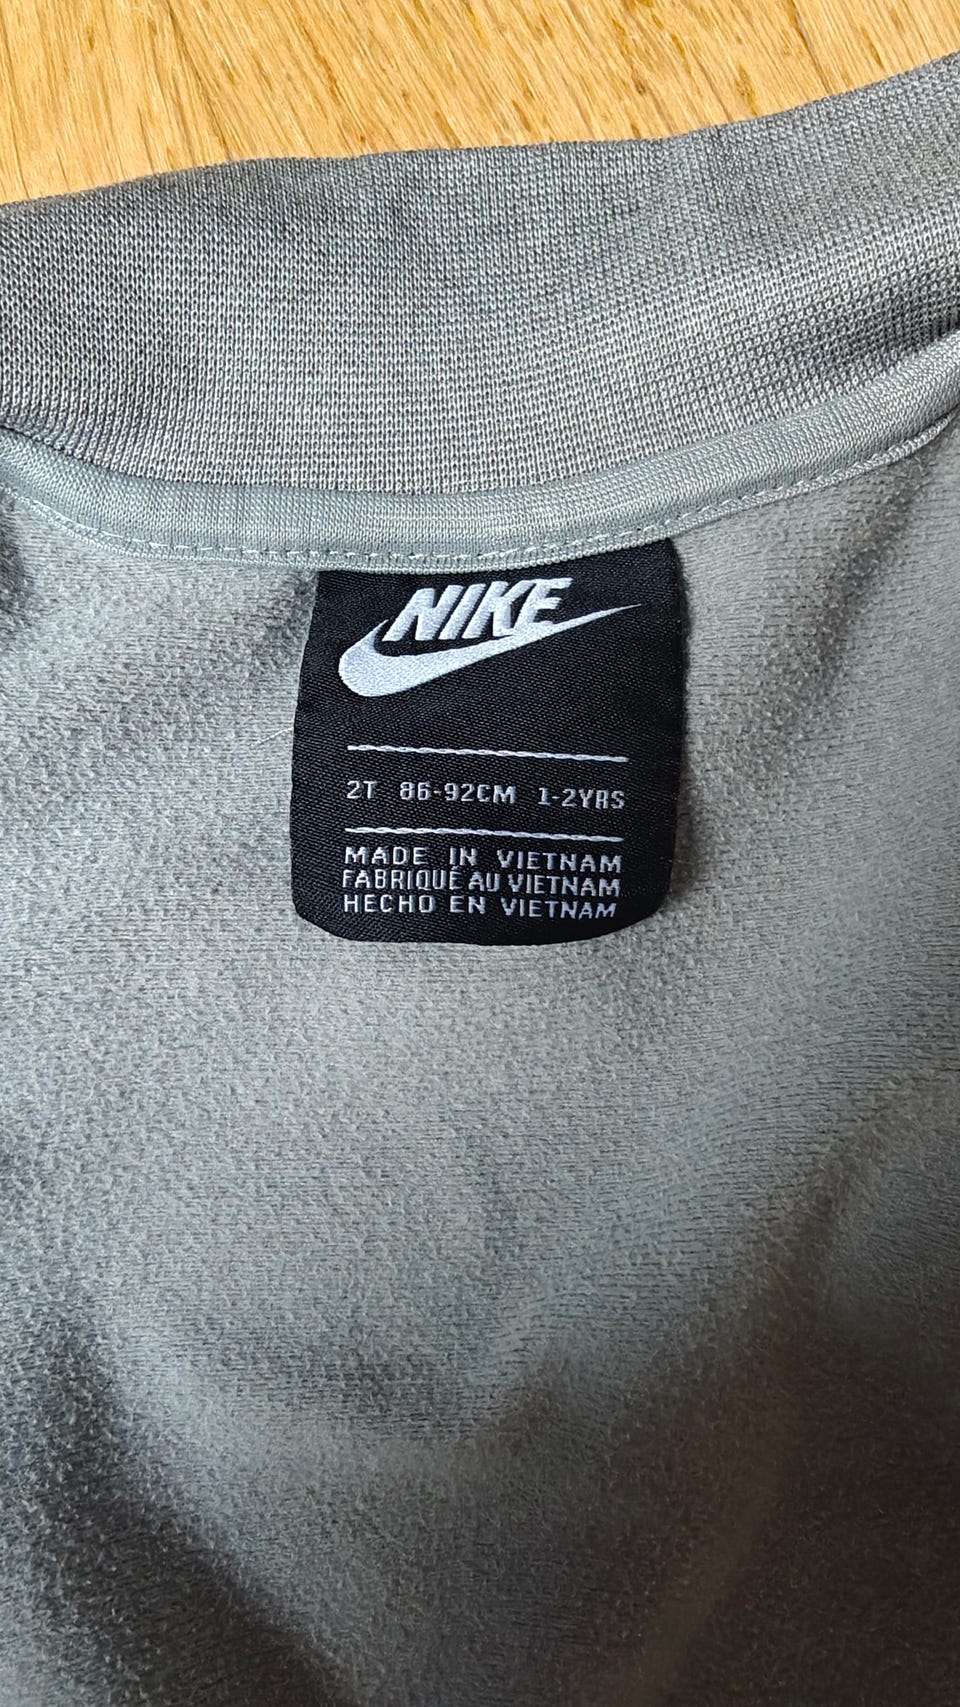 NIKE
2T 86-92CM 1-2YRS
MADE IN VIETNAM
FABRIQUÉ AU VIETNAM
HECHO EN VIETNAM